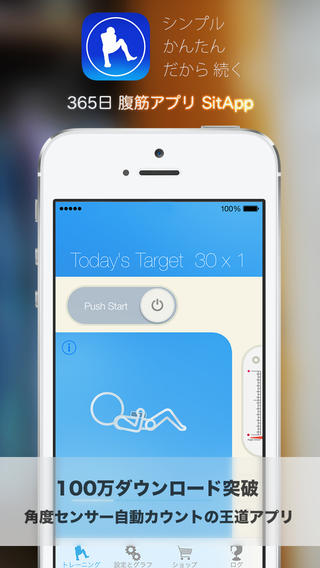 シンプル
かんたん
だから 続く
365日 腹筋アプリ SitApp
100%
Today's Target 30 x 1
Push Start
100万ダウンロード突破
角度センサー自動カウントの王道アプリ
トレーニング 設定とグラフ ショップ ログ